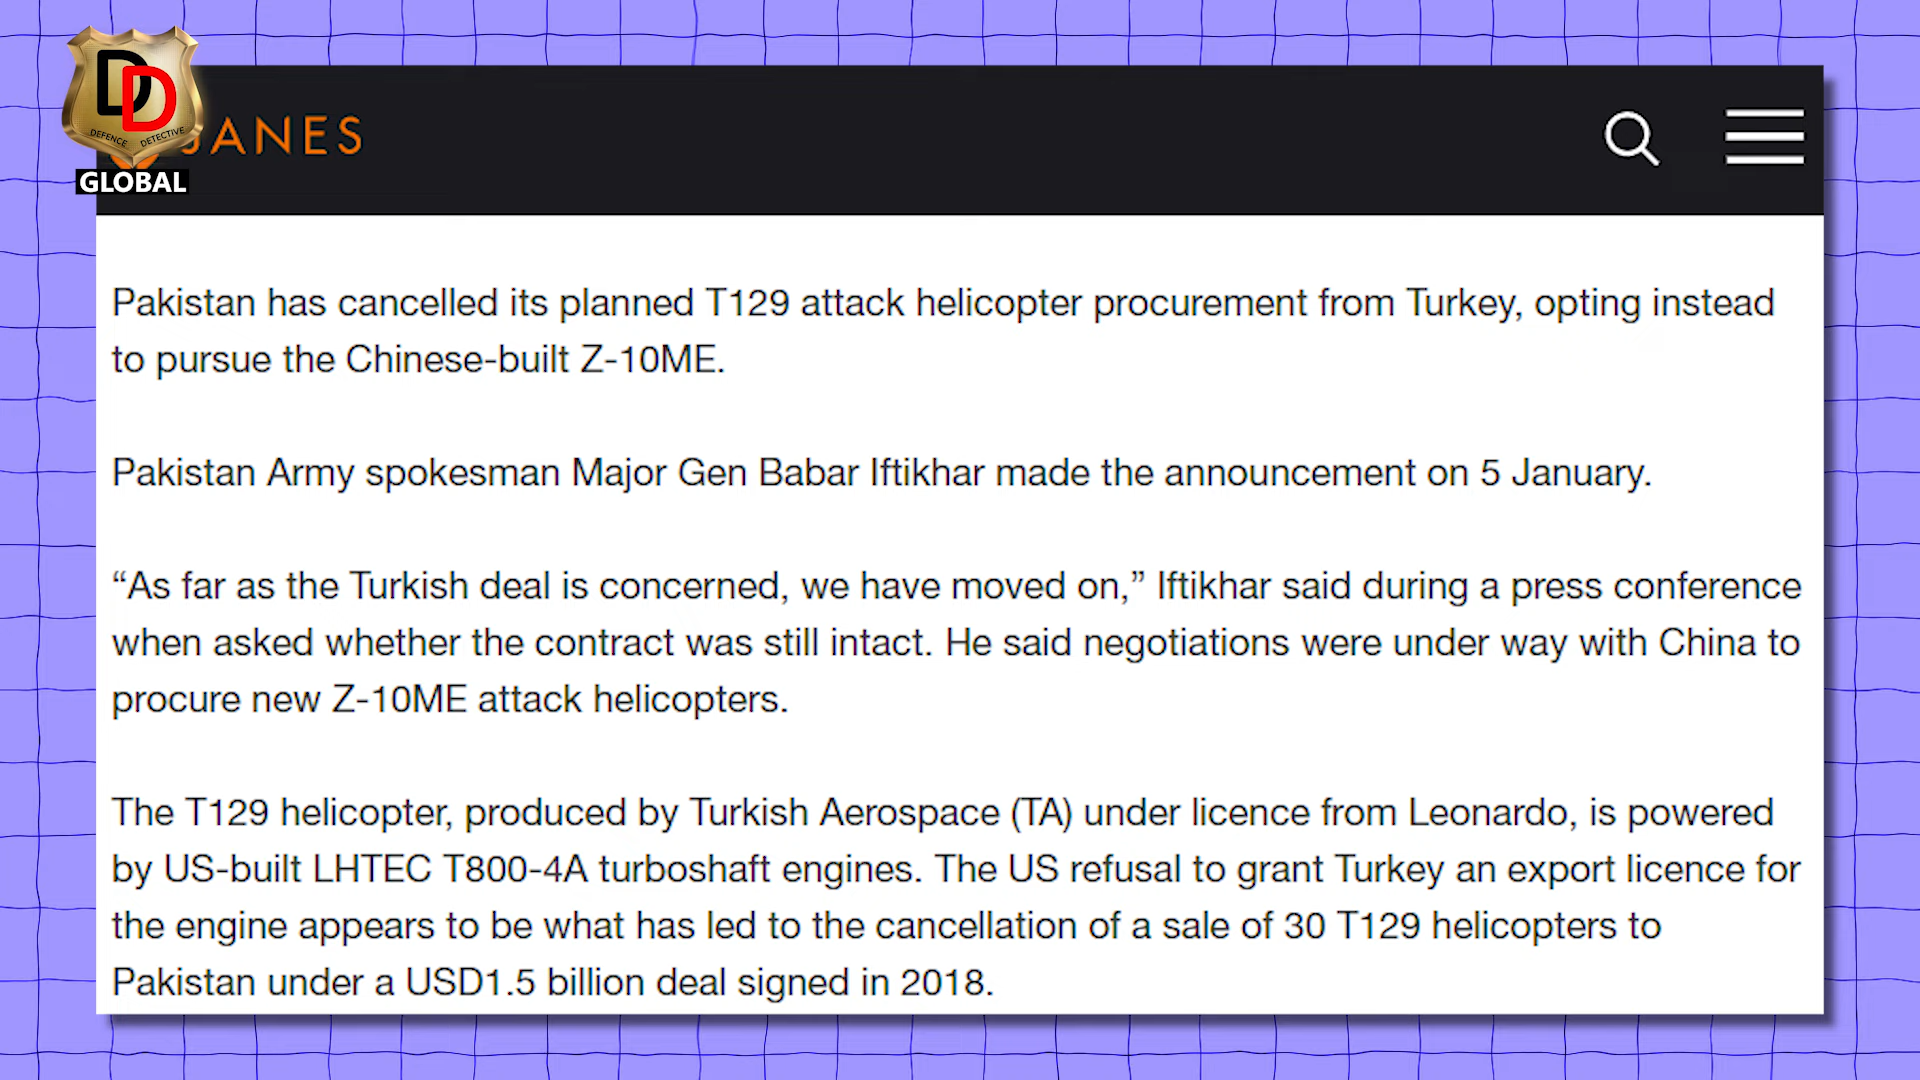 DD
DEFENCE DETECTIVE
GLOBAL
JANES
Pakistan has cancelled its planned T129 attack helicopter procurement from Turkey, opting instead
to pursue the Chinese-built Z-10ME.
Pakistan Army spokesman Major Gen Babar Iftikhar made the announcement on 5 January.
“As far as the Turkish deal is concerned, we have moved on,” Iftikhar said during a press conference
when asked whether the contract was still intact. He said negotiations were under way with China to
procure new Z-10ME attack helicopters.
The T129 helicopter, produced by Turkish Aerospace (TA) under licence from Leonardo, is powered
by US-built LHTEC T800-4A turboshaft engines. The US refusal to grant Turkey an export licence for
the engine appears to be what has led to the cancellation of a sale of 30 T129 helicopters to
Pakistan under a USD1.5 billion deal signed in 2018.